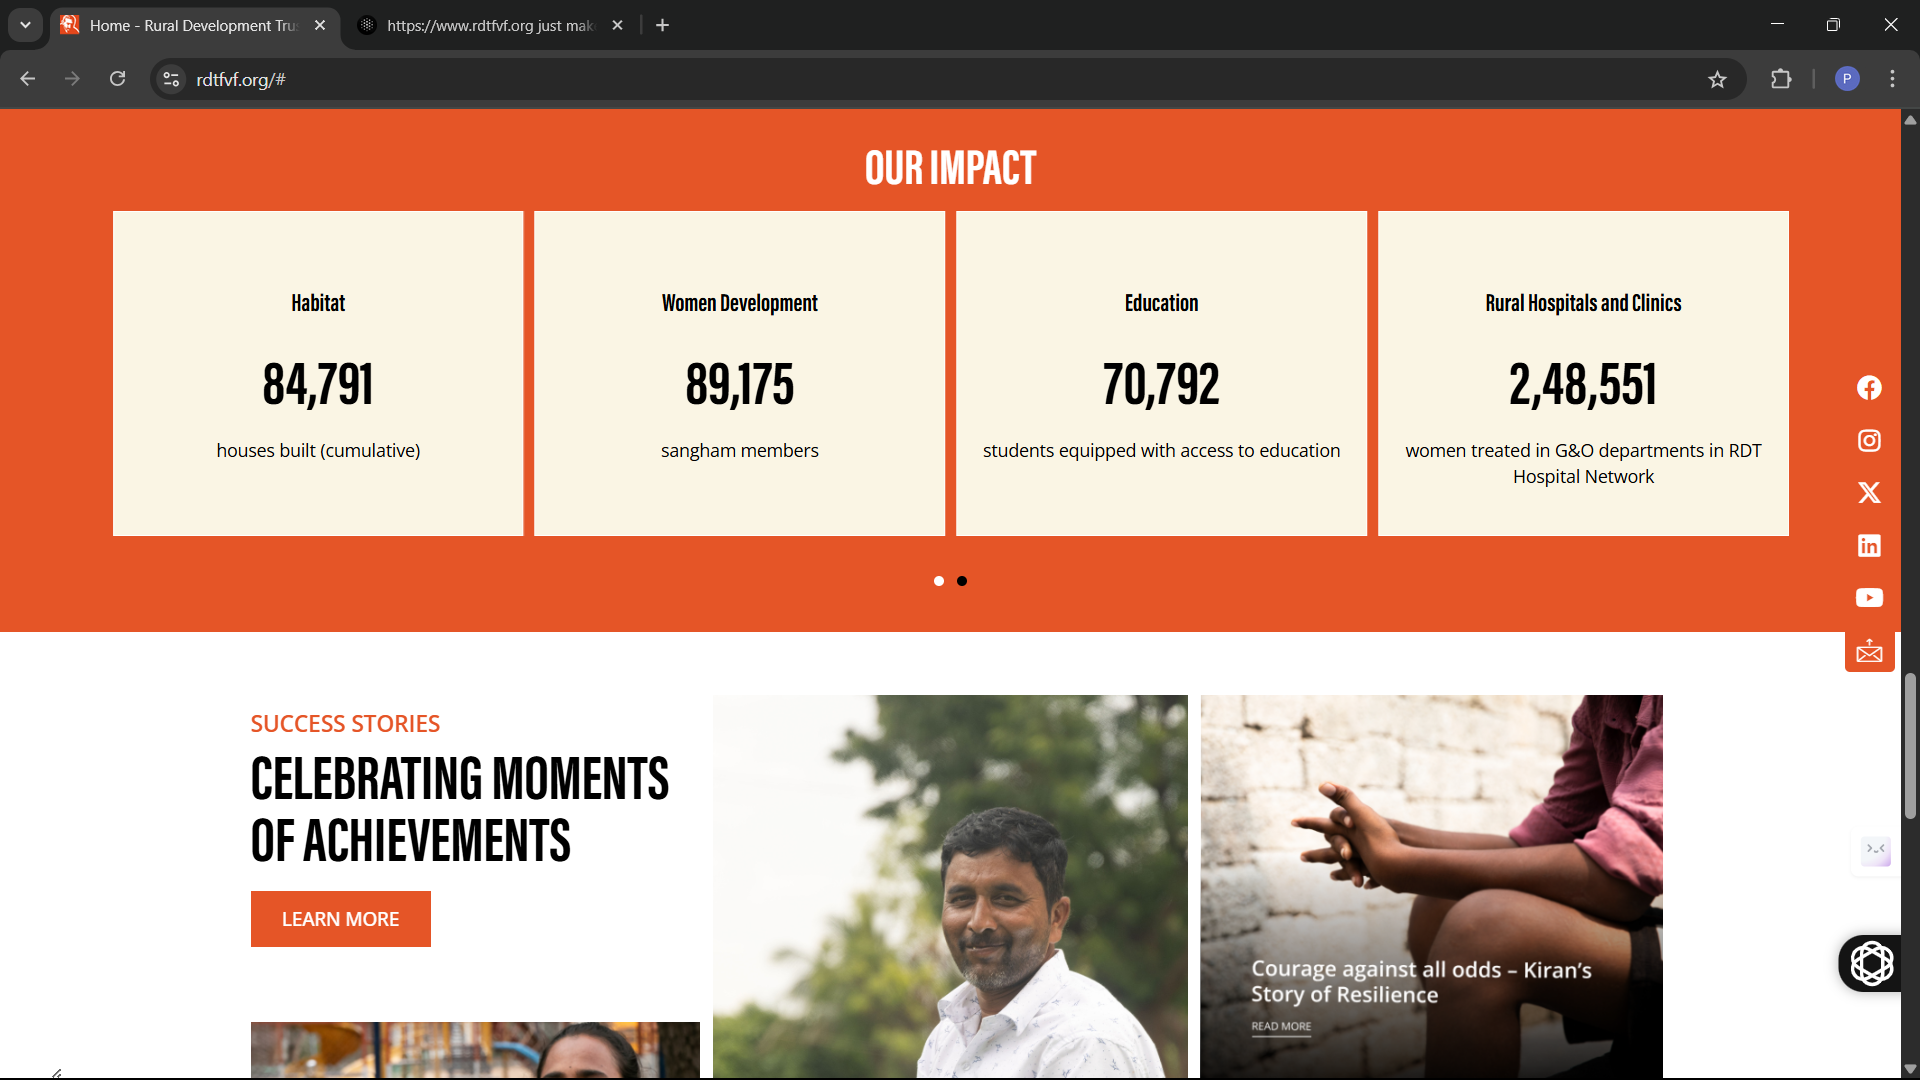 Home - Rural Development Tru
https://www.rdtfvf.org just mak
rdtfvf.org/#
P
OUR IMPACT
Habitat
84,791
houses built (cumulative)
Women Development
89,175
sangham members
Education
70,792
students equipped with access to education
Rural Hospitals and Clinics
2,48,551
women treated in G&O departments in RDT
Hospital Network
SUCCESS STORIES
CELEBRATING MOMENTS
OF ACHIEVEMENTS
LEARN MORE
Courage against all odds – Kiran’s
Story of Resilience
READ MORE